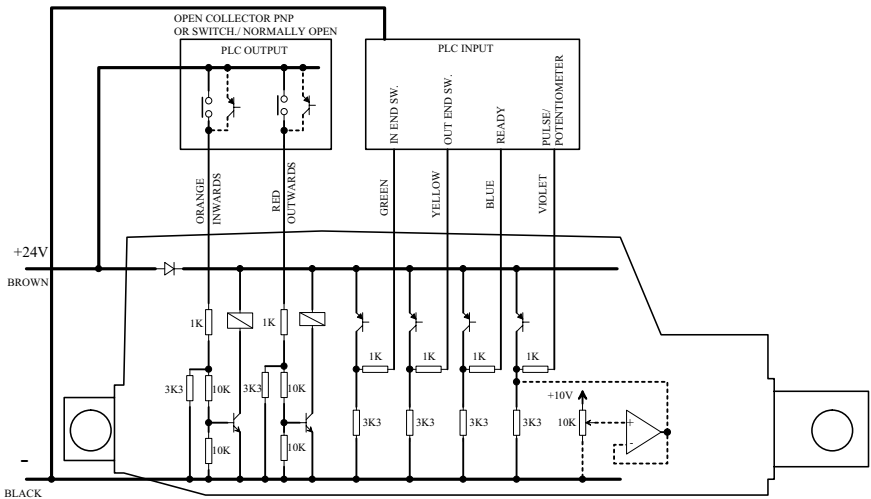 OPEN COLLECTOR PNP
OR SWITCH./ NORMALLY OPEN
PLC OUTPUT
PLC INPUT
IN END SW.
OUT END SW.
READY
PULSE/
POTENTIOMETER
ORANGE
INWARDS
RED
OUTWARDS
GREEN
YELLOW
BLUE
VIOLET
+24V
BROWN
1K
1K
1K
1K
1K
1K
3K3
10K
3K3
10K
3K3
3K3
3K3
3K3
+10V
10K
+
-
10K
10K
-
BLACK